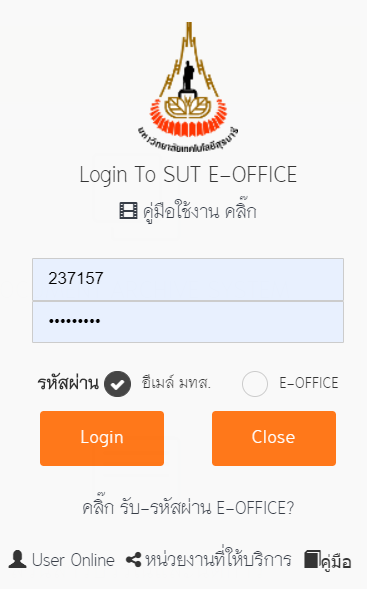 มหาวิทยาลัยเทคโนโลยีสุรนารี
Login To SUT E-OFFICE
คู่มือใช้งาน คลิ๊ก
237157
•••••••••
รหัสผ่าน อีเมล์ มทส. E-OFFICE
Login Close
คลิ๊ก รับ-รหัสผ่าน E-OFFICE?
User Online หน่วยงานที่ให้บริการ คู่มือ